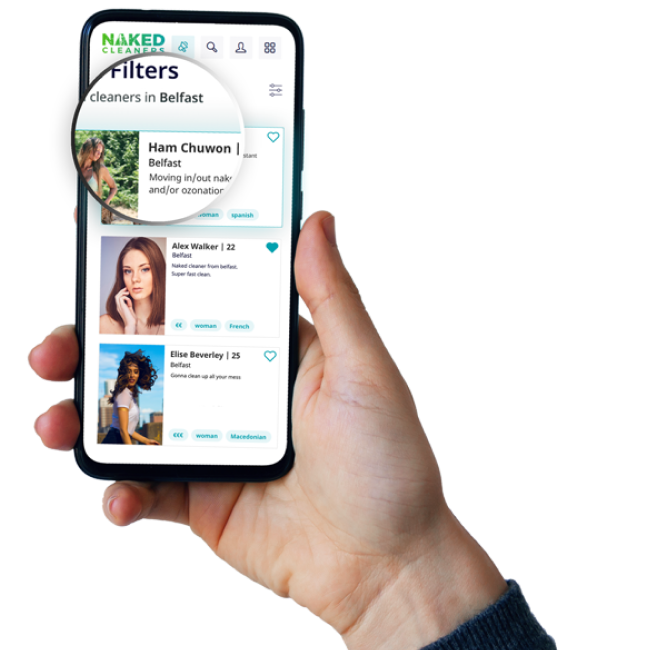 NAKED
CLEANERS
Filters
cleaners in Belfast
Ham Chuwon |
Belfast
Moving in/out
and/or ozonation
woman spanish
Alex Walker | 22
Belfast
Naked cleaner from belfast.
Super fast clean.
€€ woman French
Elise Beverley | 25
Belfast
Gonna clean up all your mess
€€€ woman Macedonian